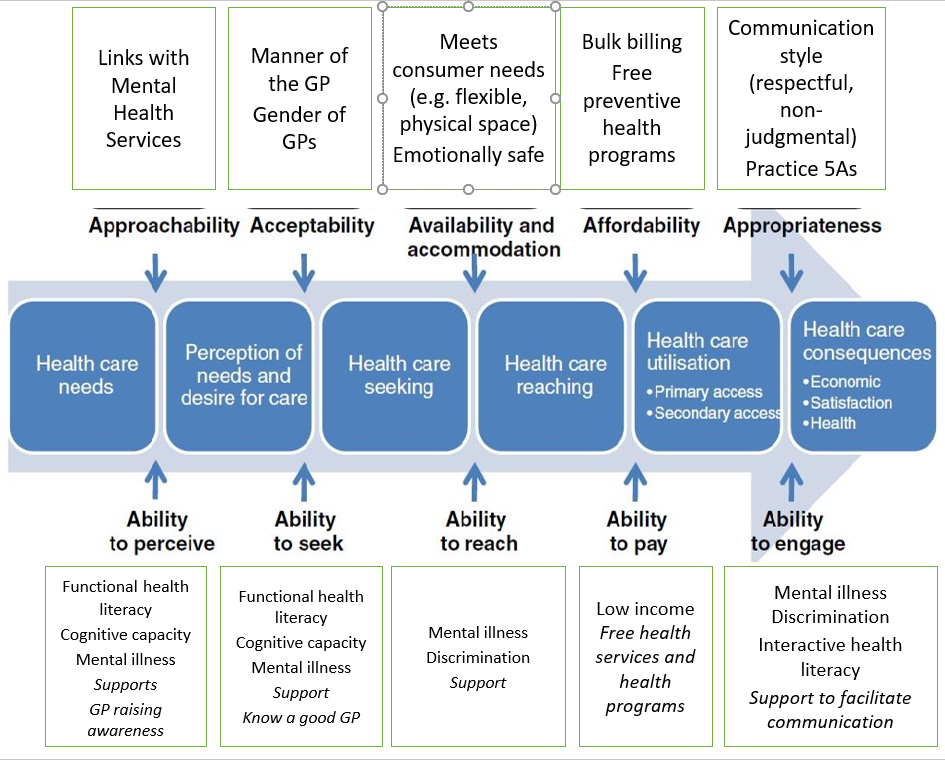 Links with
Mental
Health
Services
Manner of
the GP
Gender of
GPs
Meets
consumer needs
(e.g. flexible,
physical space)
Emotionally safe
Bulk billing
Free
preventive
health
programs
Communication
style
(respectful,
non-
judgmental)
Practice 5As
Approachability
Acceptability
Availability and
accommodation
Affordability
Appropriateness
Health care
needs
Perception of
needs and
desire for care
Health care
seeking
Health care
reaching
Health care
utilisation
•Primary access
•Secondary access
Health care
consequences
•Economic
•Satisfaction
•Health
Ability
to perceive
Ability
to seek
Ability
to reach
Ability
to pay
Ability
to engage
Functional health
literacy
Cognitive capacity
Mental illness
Supports
GP raising
awareness
Functional health
literacy
Cognitive capacity
Mental illness
Support
Know a good GP
Mental illness
Discrimination
Support
Low income
Free health
services and
health
programs
Mental illness
Discrimination
Interactive health
literacy
Support to facilitate
communication